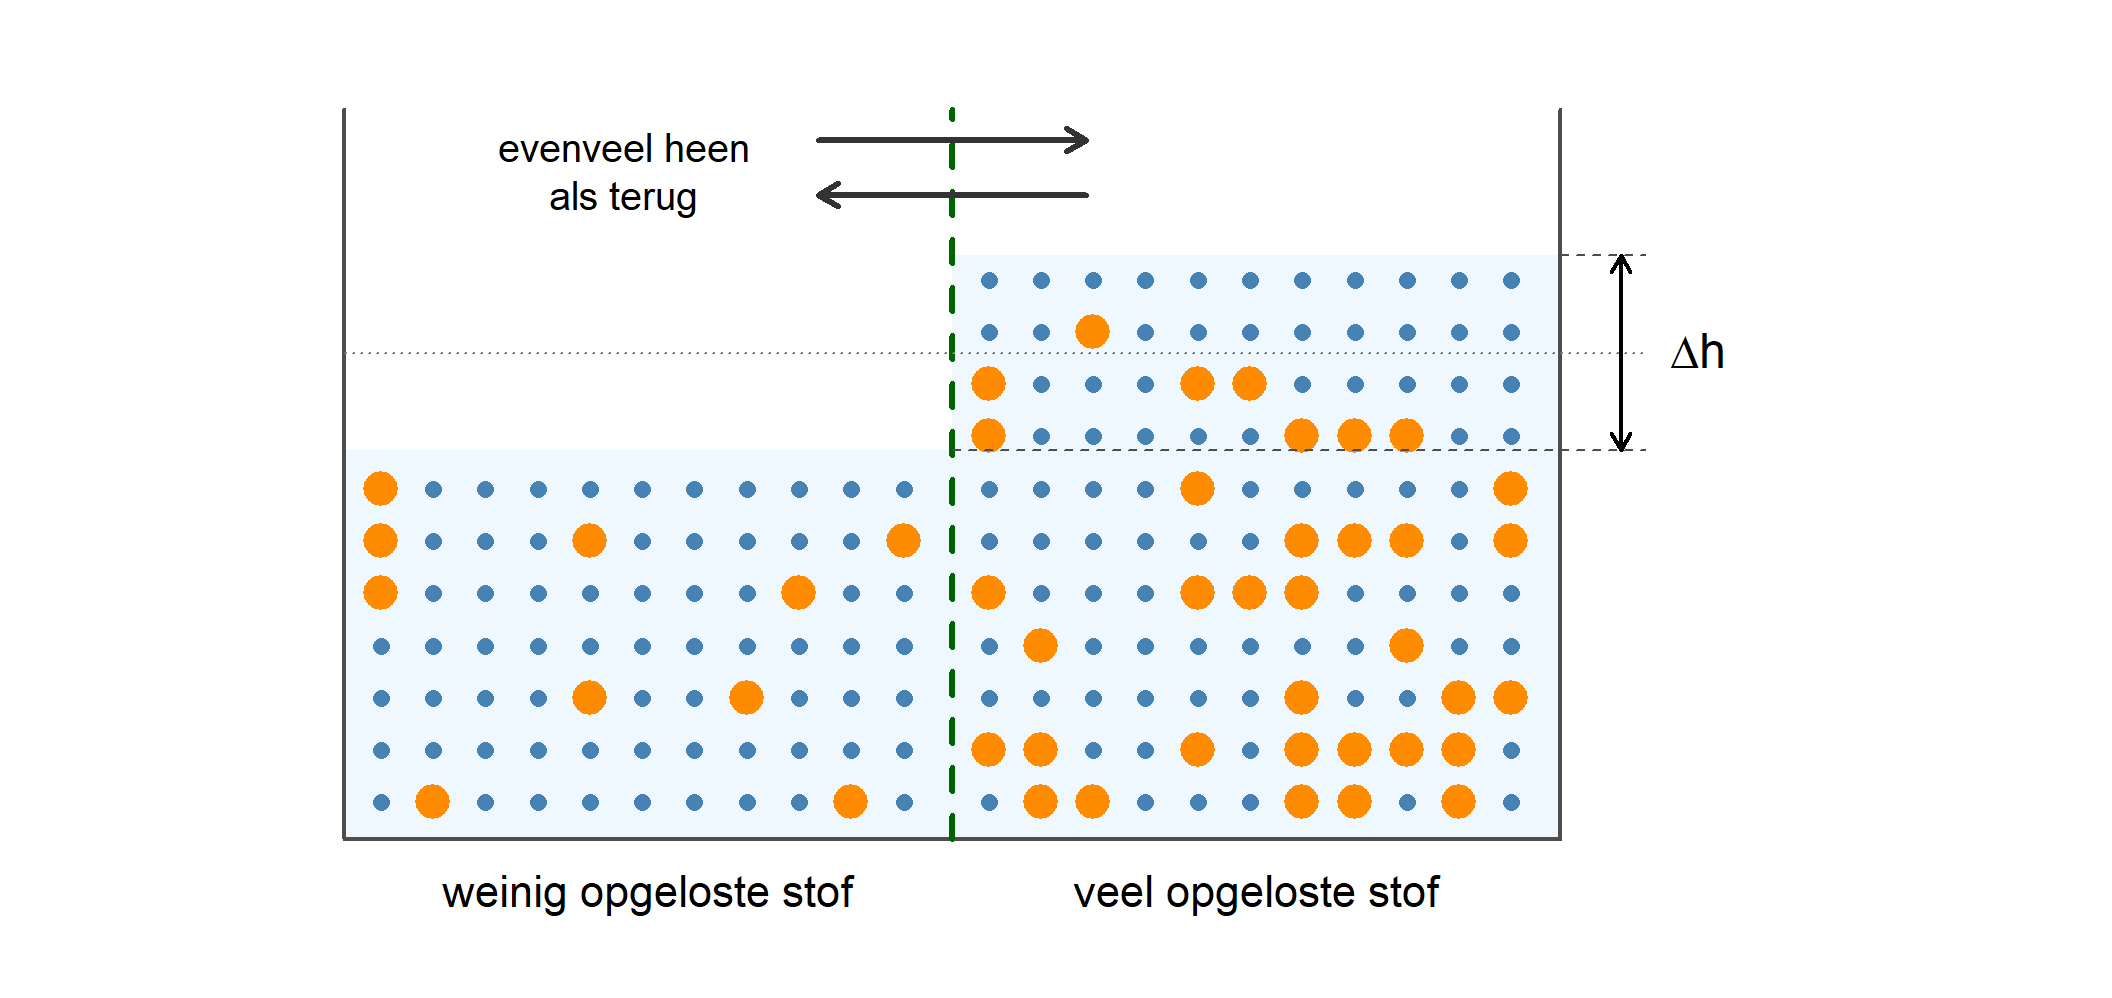 evenveel heen
als terug
Δh
weinig opgeloste stof
veel opgeloste stof